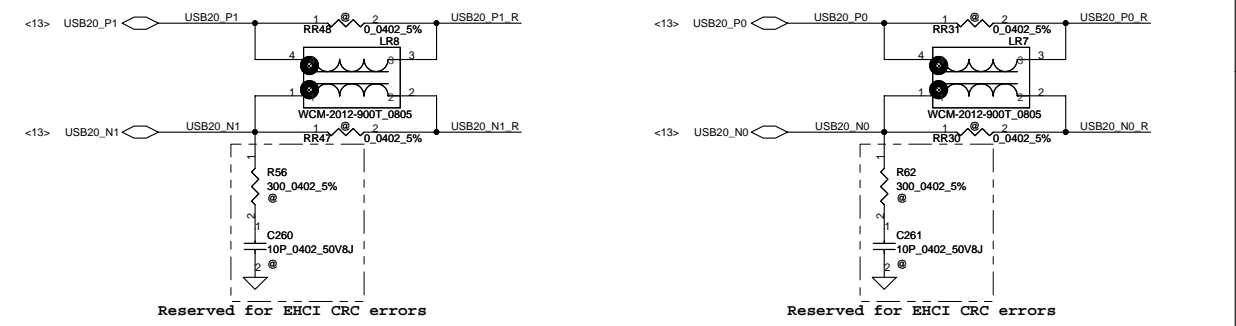 <13> USB20_P1 USB20_P1 1 @ 2 USB20_P1_R
RR48 0_0402_5%
LR8
4 3 3
1 2 2
WCM-2012-900T_0805
<13> USB20_N1 USB20_N1 1 @ 2 USB20_N1_R
RR47 0_0402_5%
1
R56
300_0402_5%
@
2
1
C260
10P_0402_50V8J
2 @
Reserved for EHCI CRC errors
<13> USB20_P0 USB20_P0 1 @ 2 USB20_P0_R
RR31 0_0402_5%
LR7
4 3 3
1 2 2
WCM-2012-900T_0805
<13> USB20_N0 USB20_N0 1 @ 2 USB20_N0_R
RR30 0_0402_5%
1
R62
300_0402_5%
@
2
1
C261
10P_0402_50V8J
2 @
Reserved for EHCI CRC errors